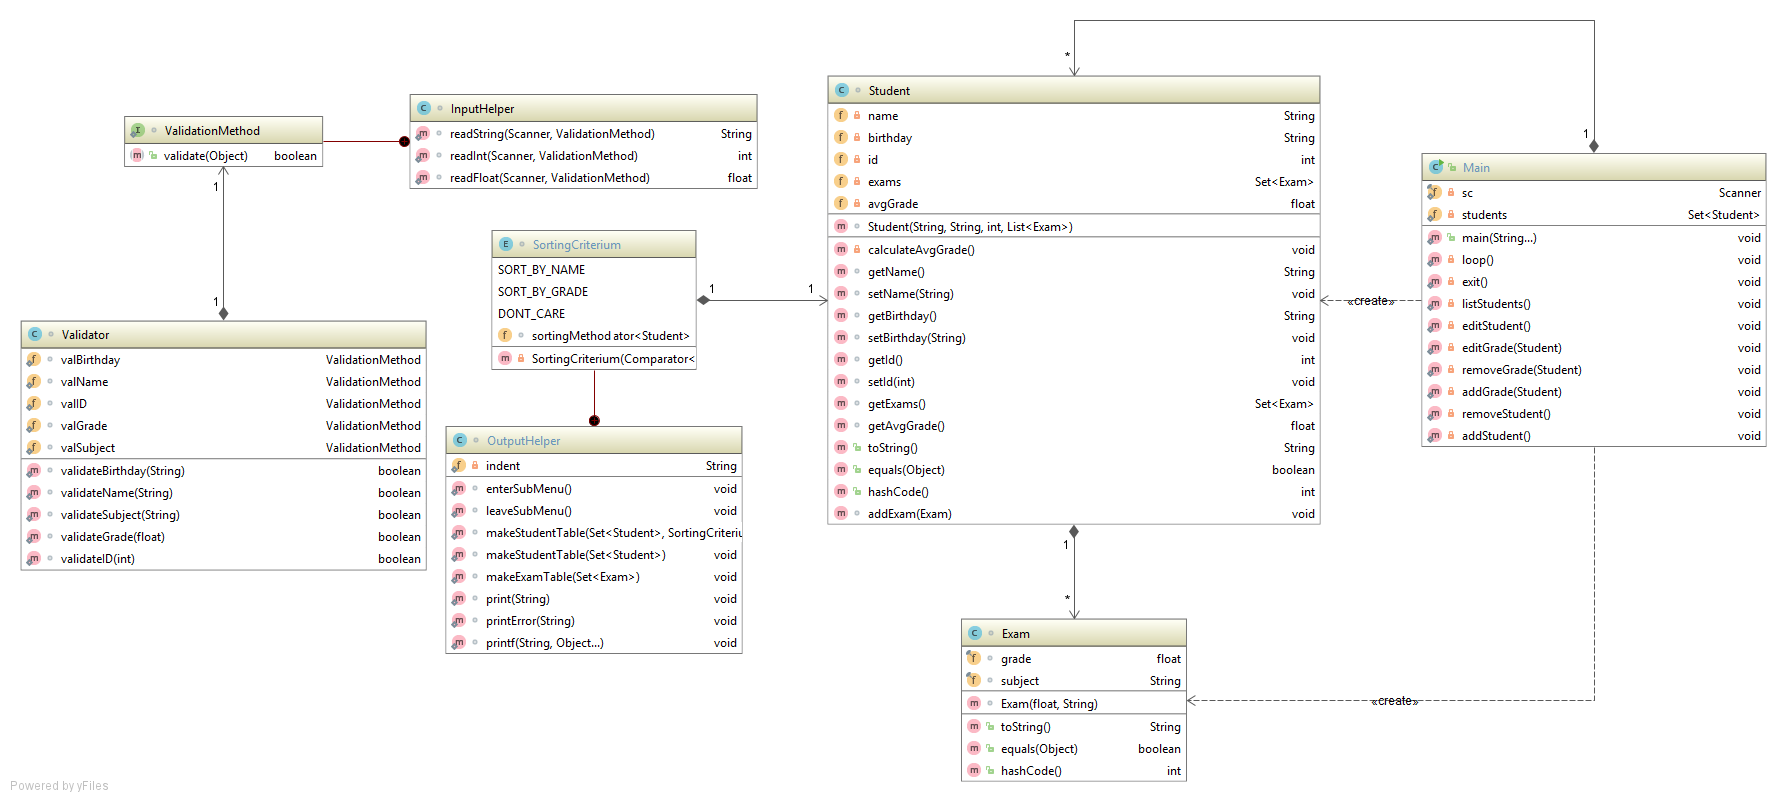 ValidationMethod
validate(Object) boolean
InputHelper
readString(Scanner, ValidationMethod) String
readInt(Scanner, ValidationMethod) int
readFloat(Scanner, ValidationMethod) float
1
1
Validator
valBirthday ValidationMethod
valName ValidationMethod
valID ValidationMethod
valGrade ValidationMethod
valSubject ValidationMethod
validateBirthday(String) boolean
validateName(String) boolean
validateSubject(String) boolean
validateGrade(float) boolean
validateID(int) boolean
SortingCriterium
SORT_BY_NAME
SORT_BY_GRADE
DONT_CARE
sortingMethod ator<Student>
SortingCriterium(Comparator<
1 1
OutputHelper
indent String
enterSubMenu() void
leaveSubMenu() void
makeStudentTable(Set<Student>, SortingCriteriu
makeStudentTable(Set<Student>) void
makeExamTable(Set<Exam>) void
print(String) void
printError(String) void
printf(String, Object...) void
*
Student
name String
birthday String
id int
exams Set<Exam>
avgGrade float
Student(String, String, int, List<Exam>)
calculateAvgGrade() void
getName() String
setName(String) void
getBirthday() String
setBirthday(String) void
getId() int
setId(int) void
getExams() Set<Exam>
getAvgGrade() float
toString() String
equals(Object) boolean
hashCode() int
addExam(Exam) void
1
Main
sc Scanner
students Set<Student>
main(String...) void
loop() void
exit() void
listStudents() void
editStudent() void
editGrade(Student) void
removeGrade(Student) void
addGrade(Student) void
removeStudent() void
addStudent() void
«create»
1
*
Exam
grade float
subject String
Exam(float, String)
toString() String
equals(Object) boolean
hashCode() int
«create»
Powered by yFiles